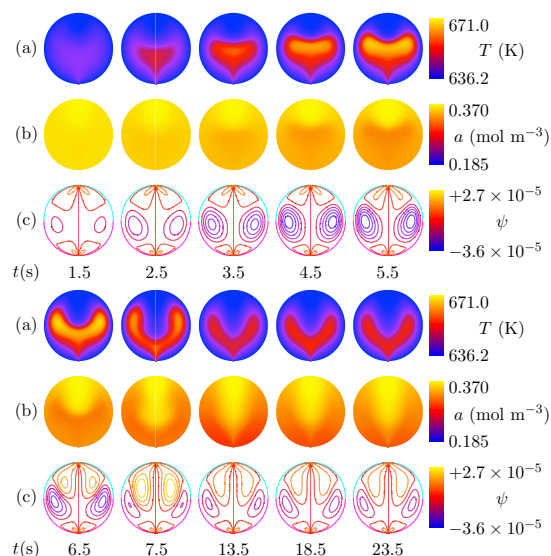 671.0
(a)
T (K)
636.2
0.370
(b)
a (mol m⁻³)
0.185
+2.7 × 10⁻⁵
(c)
ψ
−3.6 × 10⁻⁵
t(s) 1.5 2.5 3.5 4.5 5.5
671.0
(a)
T (K)
636.2
0.370
(b)
a (mol m⁻³)
0.185
+2.7 × 10⁻⁵
(c)
ψ
−3.6 × 10⁻⁵
t(s) 6.5 7.5 13.5 18.5 23.5